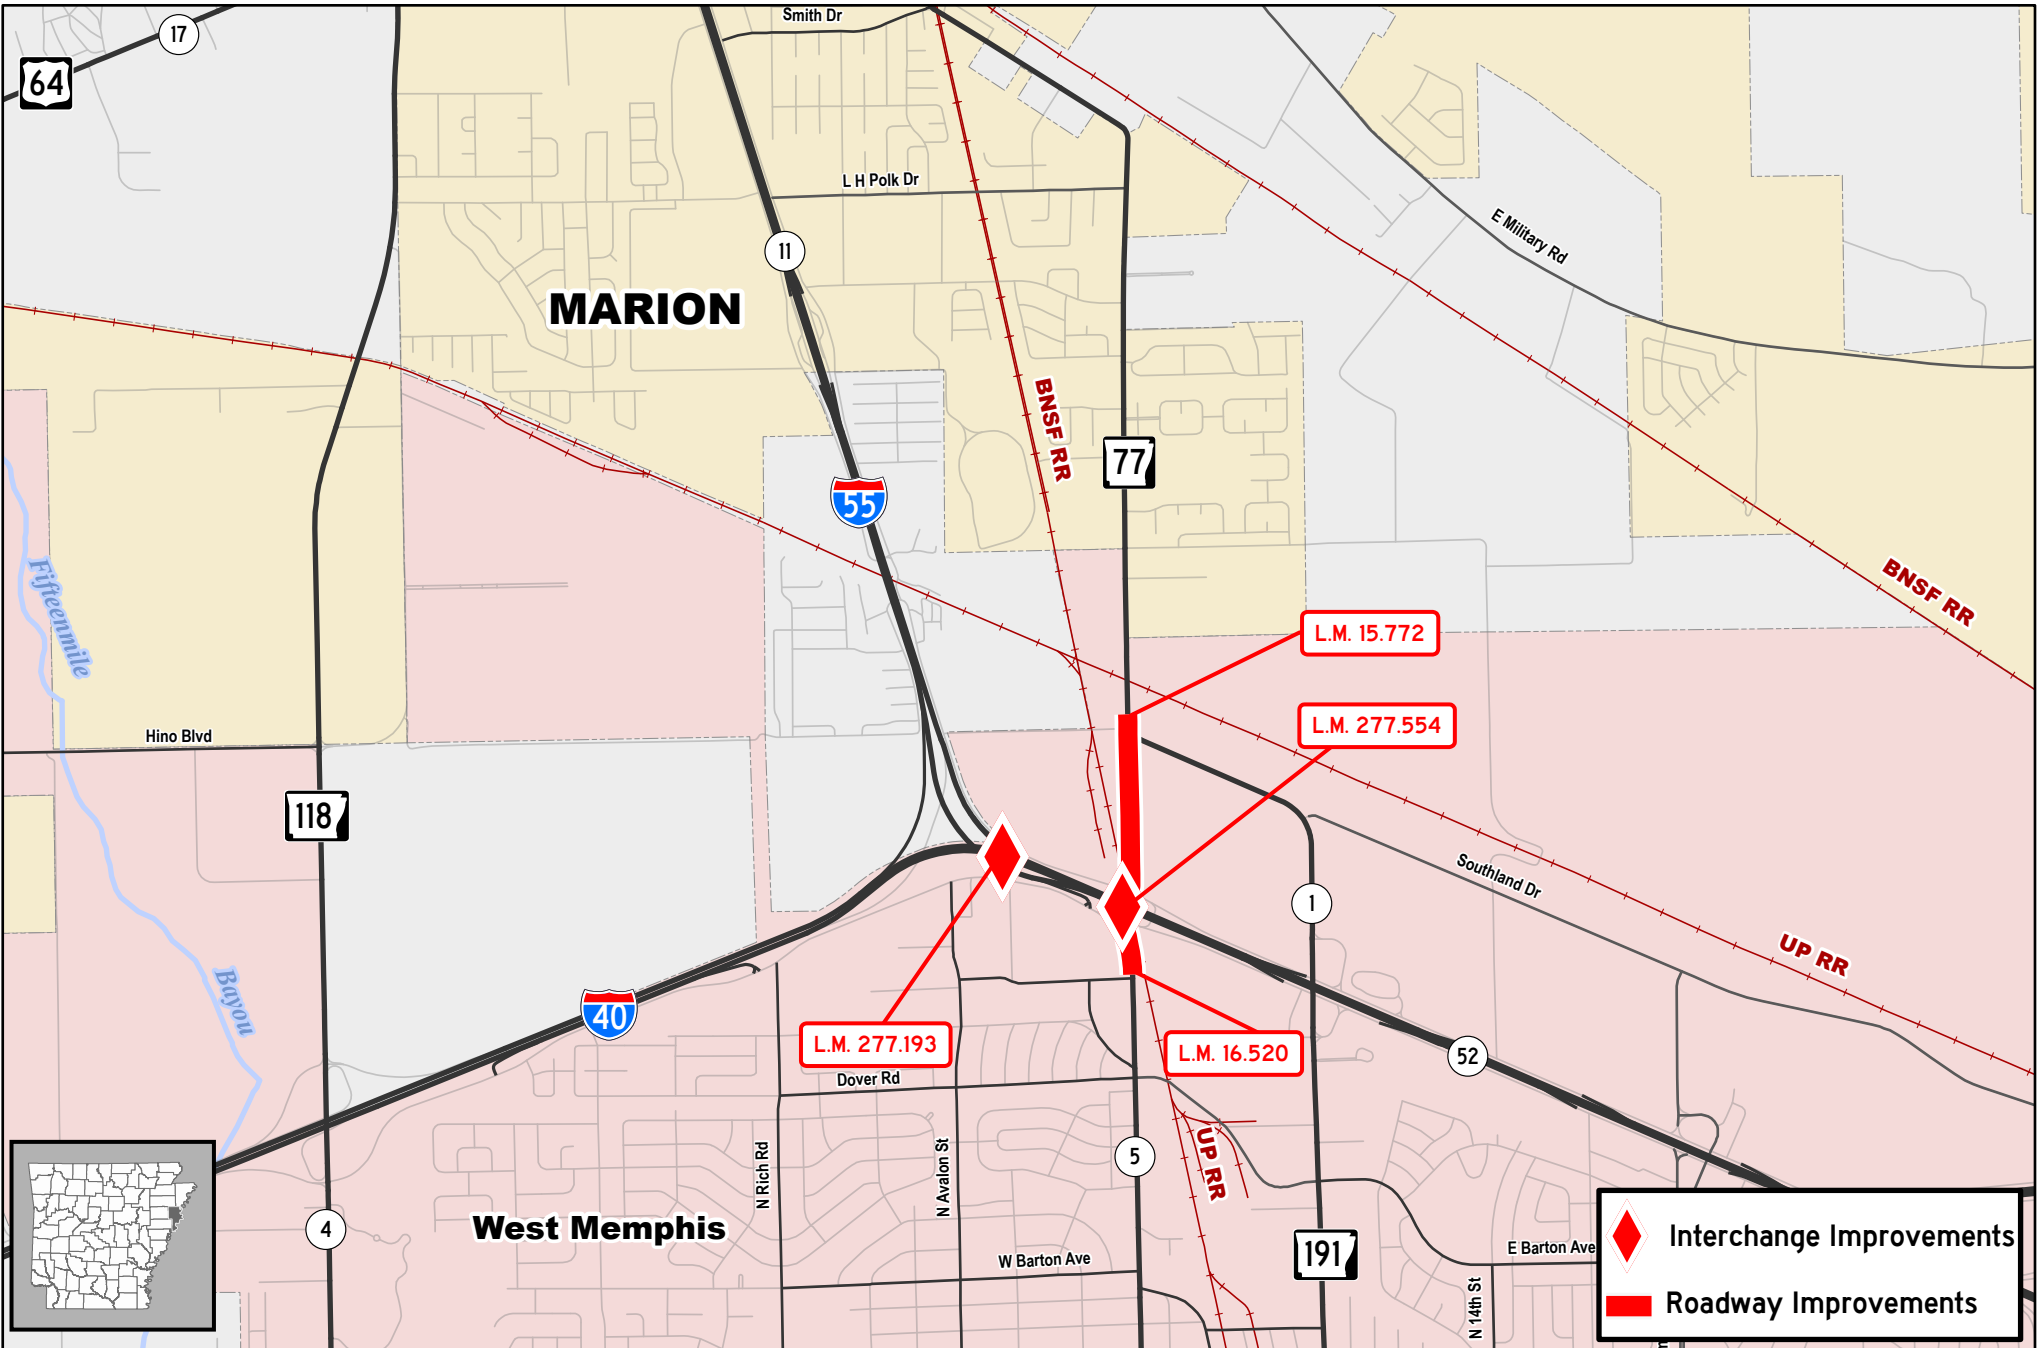 Smith Dr
17
64
L H Polk Dr
E Military Rd
11
MARION
BNSF RR
77
55
Fifteenmile
BNSF RR
L.M. 15.772
L.M. 277.554
Hino Blvd
118
Southland Dr
1
UP RR
Bayou
40
L.M. 277.193
L.M. 16.520
52
Dover Rd
N Rich Rd
N Avalon St
5
UP RR
West Memphis
4
W Barton Ave
191
E Barton Ave
N 14th St
Interchange Improvements
Roadway Improvements